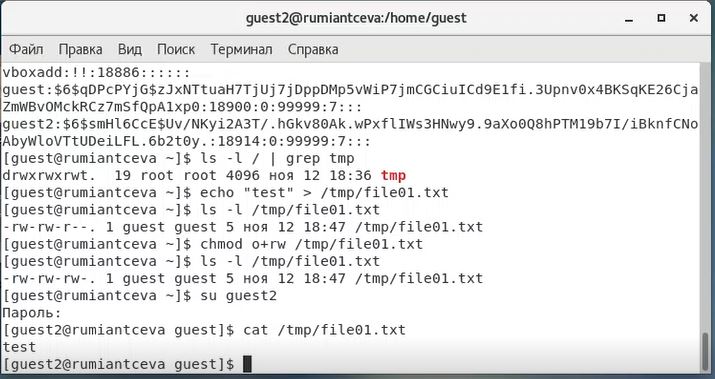 guest2@rumiantceva:/home/guest
Файл Правка Вид Поиск Терминал Справка
vboxadd:!!:18886::::::
guest:$6$qDPcPYjG$zJxNTtuaH7TjUj7jDppDMp5vWiP7jmCGCiuICd9E1fi.3Upnv0x4BKSqKE26Cja
ZmWBvOMckRCz7mSfQpA1xp0:18900:0:99999:7:::
guest2:$6$smHl6CcE$Uv/NKyi2A3T/.hGkv80Ak.wPxflIWs3HNwy9.9aXo0Q8hPTM19b7I/iBknfCNo
AbyWloVTtUDeiLFL.6b2t0y.:18914:0:99999:7:::
[guest@rumiantceva ~]$ ls -l / | grep tmp
drwxrwxrwt. 19 root root 4096 ноя 12 18:36 tmp
[guest@rumiantceva ~]$ echo "test" > /tmp/file01.txt
[guest@rumiantceva ~]$ ls -l /tmp/file01.txt
-rw-rw-r--. 1 guest guest 5 ноя 12 18:47 /tmp/file01.txt
[guest@rumiantceva ~]$ chmod o+rw /tmp/file01.txt
[guest@rumiantceva ~]$ ls -l /tmp/file01.txt
-rw-rw-rw-. 1 guest guest 5 ноя 12 18:47 /tmp/file01.txt
[guest@rumiantceva ~]$ su guest2
Пароль:
[guest2@rumiantceva guest]$ cat /tmp/file01.txt
test
[guest2@rumiantceva guest]$